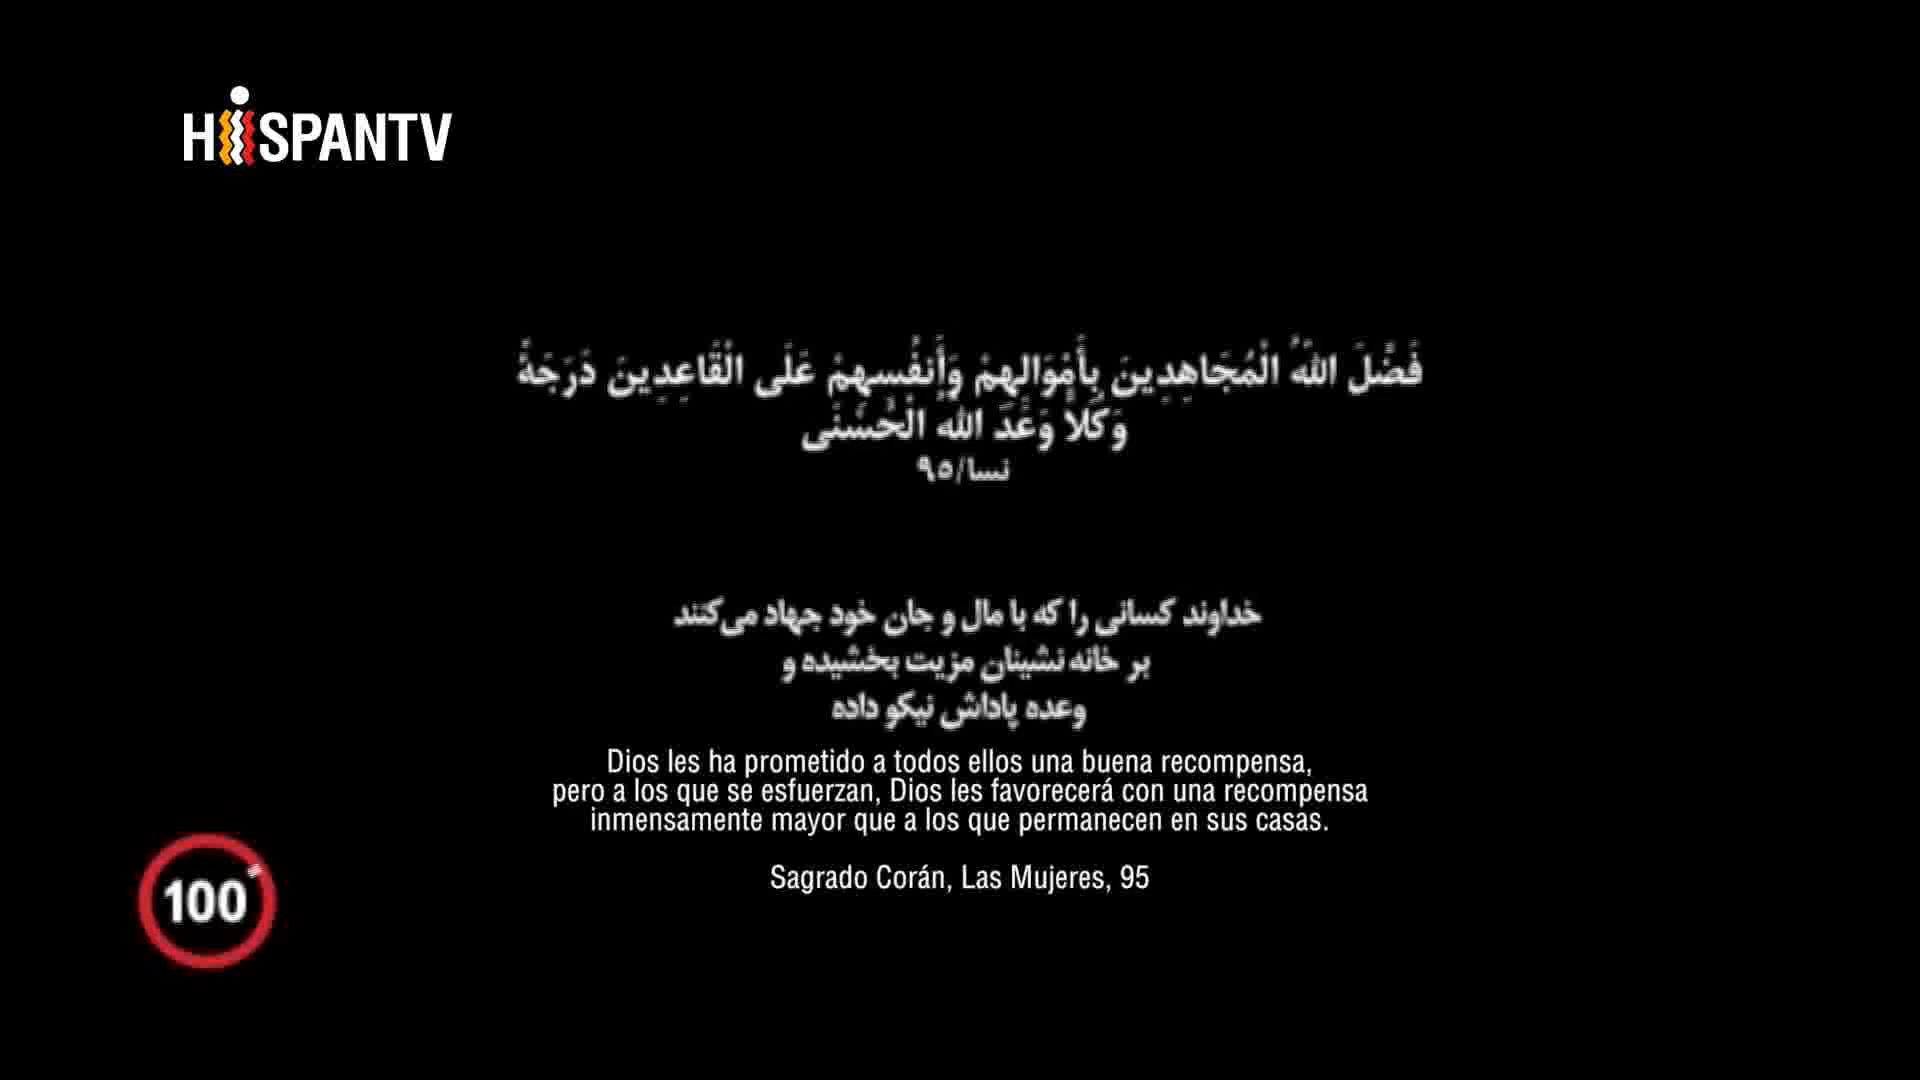 HISPANTV
فَضَّلَ اللّهُ الْمُجَاهِدِينَ بِأَمْوَالِهِمْ وَأَنفُسِهِمْ عَلَى الْقَاعِدِينَ دَرَجَةً
وَكُلاًّ وَعَدَ اللّهُ الْحُسْنَى
نسا/۹۵
خداوند کسانی را که با مال و جان خود جهاد می‌کنند
بر خانه نشینان مزیت بخشیده و
وعده پاداش نیکو داده
Dios les ha prometido a todos ellos una buena recompensa,
pero a los que se esfuerzan, Dios les favorecerá con una recompensa
inmensamente mayor que a los que permanecen en sus casas.
Sagrado Corán, Las Mujeres, 95
100